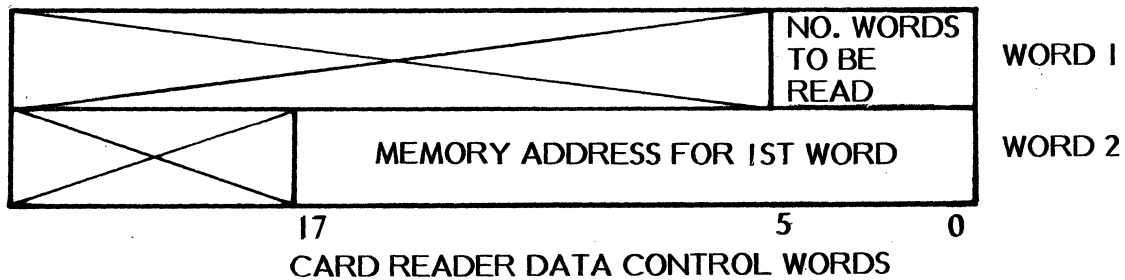 NO. WORDS
TO BE
READ
WORD 1
MEMORY ADDRESS FOR 1ST WORD
WORD 2
17 5 0
CARD READER DATA CONTROL WORDS